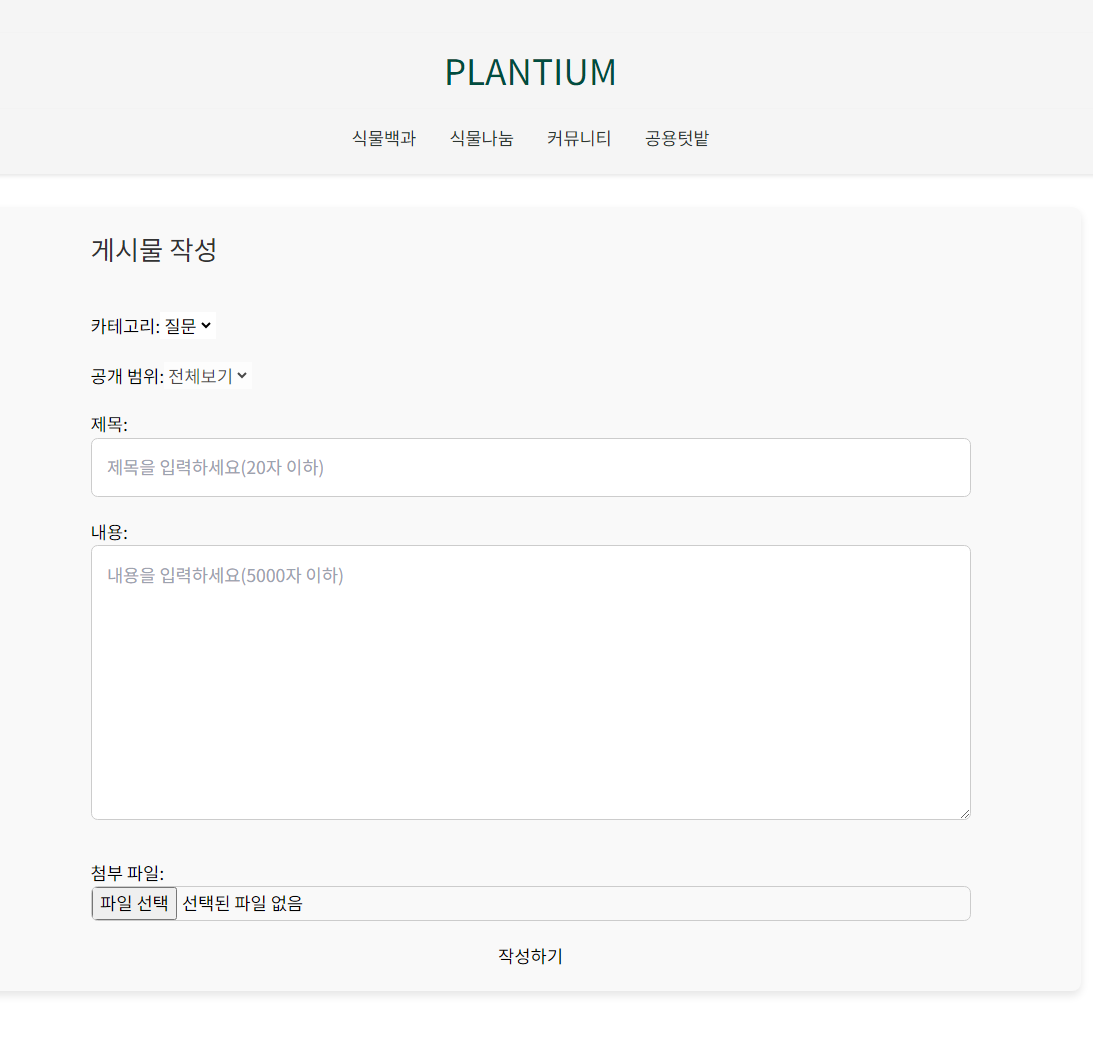 PLANTIUM
식물백과 식물나눔 커뮤니티 공용텃밭
게시물 작성
카테고리: 질문
공개 범위: 전체보기
제목:
제목을 입력하세요(20자 이하)
내용:
내용을 입력하세요(5000자 이하)
첨부 파일:
파일 선택 선택된 파일 없음
작성하기